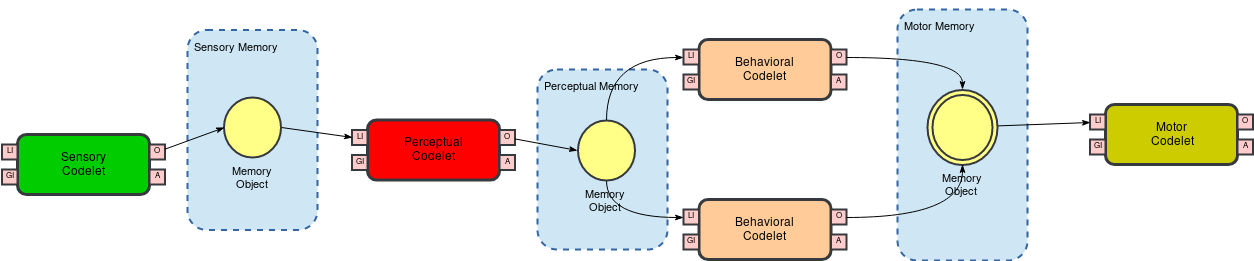 Sensory
Codelet
LI
GI
O
A
Sensory Memory
Memory
Object
Perceptual
Codelet
LI
GI
O
A
Perceptual Memory
Memory
Object
Behavioral
Codelet
LI
GI
O
A
Behavioral
Codelet
LI
GI
O
A
Motor Memory
Memory
Object
Motor
Codelet
LI
GI
O
A